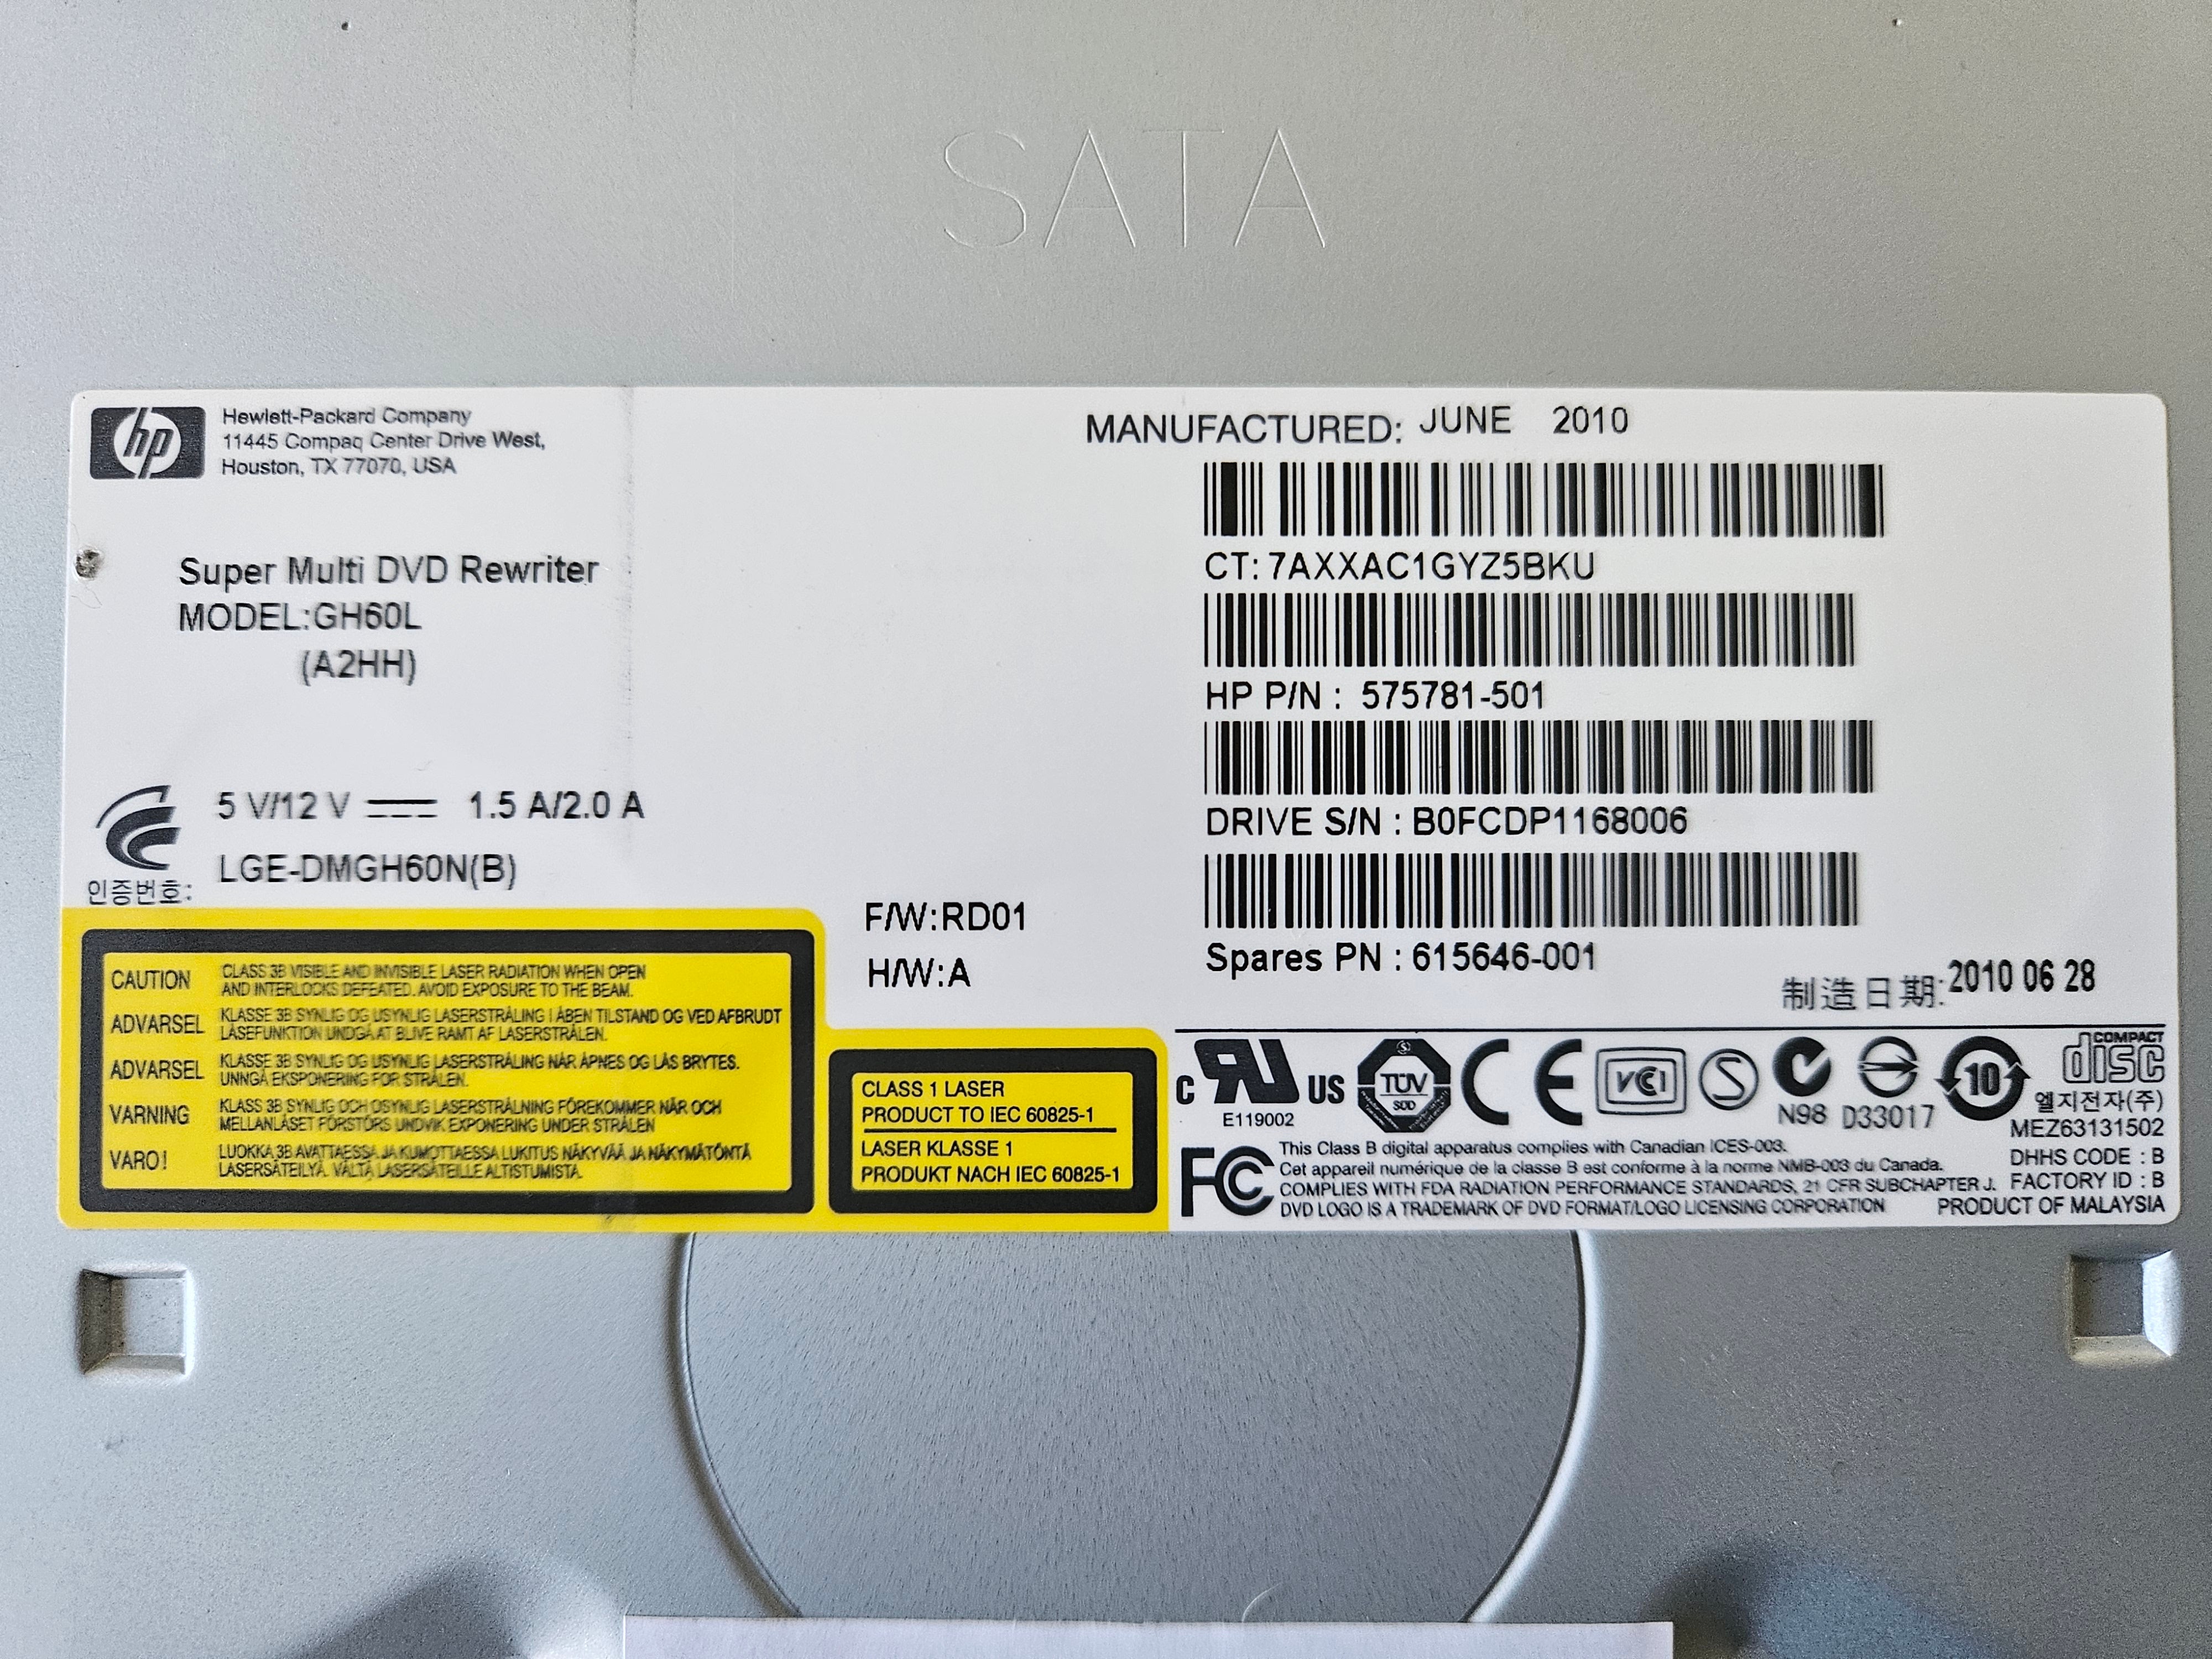 SATA
hp
Hewlett-Packard Company
11445 Compaq Center Drive West,
Houston, TX 77070, USA
Super Multi DVD Rewriter
MODEL:GH60L
(A2HH)
5 V/12 V 1.5 A/2.0 A
LGE-DMGH60N(B)
인증번호:
MANUFACTURED: JUNE 2010
CT: 7AXXAC1GYZ5BKU
HP P/N : 575781-501
DRIVE S/N : B0FCDP1168006
Spares PN : 615646-001
F/W:RD01
H/W:A
制造日期:2010 06 28
CAUTION CLASS 3B VISIBLE AND INVISIBLE LASER RADIATION WHEN OPEN
AND INTERLOCKS DEFEATED. AVOID EXPOSURE TO THE BEAM.
ADVARSEL KLASSE 3B SYNLIG OG USYNLIG LASERSTRÅLING I ÅBEN TILSTAND OG VED AFBRUDT
LÅSEFUNKTION UNDGÅ AT BLIVE RAMT AF LASERSTRÅLEN.
ADVARSEL KLASSE 3B SYNLIG OG USYNLIG LASERSTRÅLING NÅR ÅPNES OG LÅS BRYTES.
UNNGÅ EKSPONERING FOR STRÅLEN.
VARNING KLASS 3B SYNLIG OCH OSYNLIG LASERSTRÅLNING FÖREKOMMER NÄR OCH
MELLANLÅSET FÖRSTÖRS UNDVIK EXPONERING UNDER STRÅLEN
VARO! LUOKKA 3B AVATTAESSA JA KUMOTTAESSA LUKITUS NÄKYVÄÄ JA NÄKYMÄTÖNTÄ
LASERSÄTEILYÄ. VÄLTÄ LASERSÄTEILLE ALTISTUMISTA.
CLASS 1 LASER
PRODUCT TO IEC 60825-1
LASER KLASSE 1
PRODUKT NACH IEC 60825-1
C RU US
E119002
TÜV
SÜD
CE
VCI
S
N98
D33017
10
COMPACT
disc
엘지전자(주)
MEZ63131502
DHHS CODE : B
FACTORY ID : B
PRODUCT OF MALAYSIA
FC
This Class B digital apparatus complies with Canadian ICES-003.
Cet appareil numérique de la classe B est conforme à la norme NMB-003 du Canada.
COMPLIES WITH FDA RADIATION PERFORMANCE STANDARDS, 21 CFR SUBCHAPTER J.
DVD LOGO IS A TRADEMARK OF DVD FORMAT/LOGO LICENSING CORPORATION